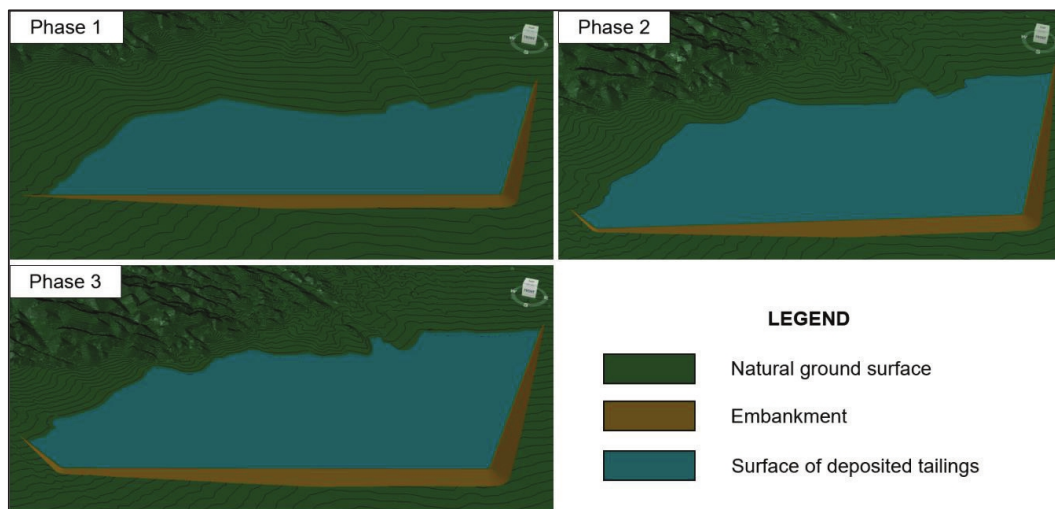 Phase 1
Phase 2
Phase 3
LEGEND
Natural ground surface
Embankment
Surface of deposited tailings